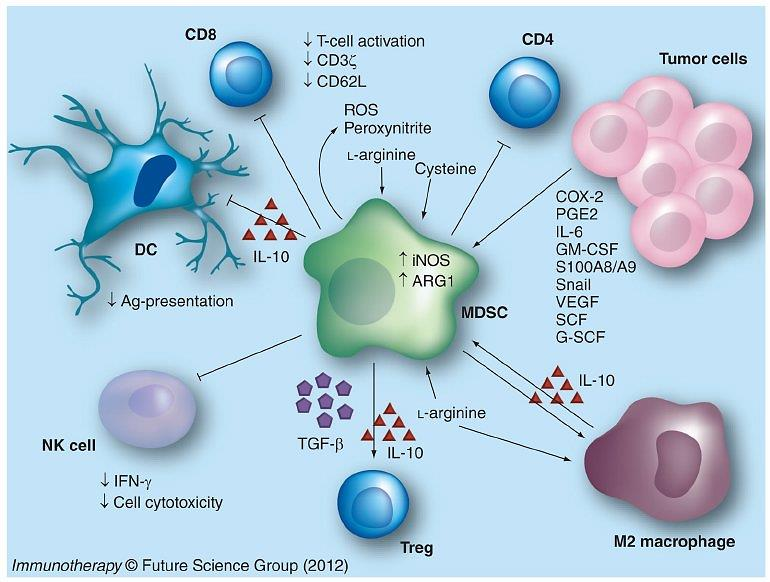 CD8
↓ T-cell activation
↓ CD3ζ
↓ CD62L
CD4
Tumor cells
ROS
Peroxynitrite
L-arginine
Cysteine
COX-2
PGE2
IL-6
GM-CSF
S100A8/A9
Snail
VEGF
SCF
G-SCF
DC
IL-10
↓ Ag-presentation
↑ iNOS
↑ ARG1
MDSC
IL-10
L-arginine
TGF-β
IL-10
NK cell
↓ IFN-γ
↓ Cell cytotoxicity
Treg
M2 macrophage
Immunotherapy © Future Science Group (2012)